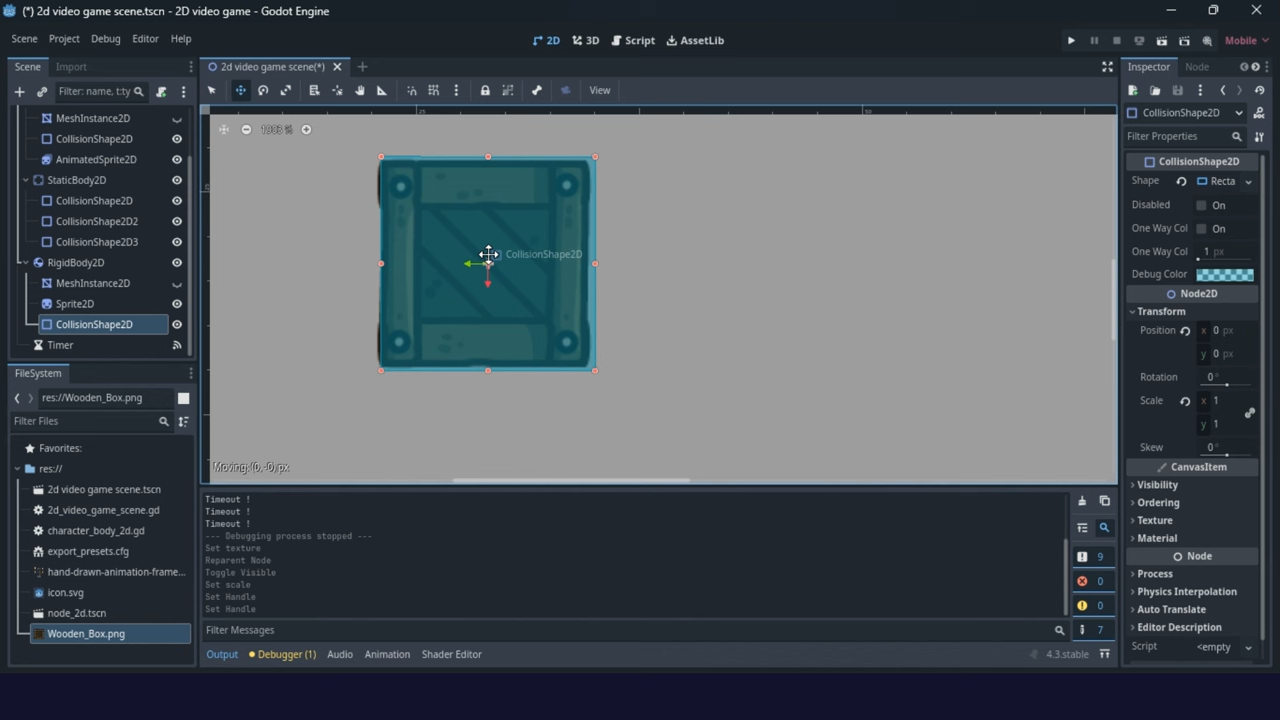 (*) 2d video game scene.tscn - 2D video game - Godot Engine
Scene Project Debug Editor Help
2D 3D Script AssetLib
Mobile
Scene Import
2d video game scene(*)
Inspector Node
Filter: name, t:ty
View
CollisionShape2D
Filter Properties
MeshInstance2D
CollisionShape2D
AnimatedSprite2D
StaticBody2D
CollisionShape2D
CollisionShape2D2
CollisionShape2D3
RigidBody2D
MeshInstance2D
Sprite2D
CollisionShape2D
Timer
25
CollisionShape2D
Moving: (0, -0) px
CollisionShape2D
Shape Recta
Disabled On
One Way Col On
One Way Col 1 px
Debug Color
Node2D
Transform
Position x 0 px
y 0 px
Rotation 0°
Scale x 1
y 1
Skew 0°
CanvasItem
Visibility
Ordering
Texture
Material
Node
Process
Physics Interpolation
Auto Translate
Editor Description
Script <empty>
FileSystem
res://Wooden_Box.png
Filter Files
Favorites:
res://
2d video game scene.tscn
2d_video_game_scene.gd
character_body_2d.gd
export_presets.cfg
hand-drawn-animation-frame...
icon.svg
node_2d.tscn
Wooden_Box.png
Timeout !
Timeout !
Timeout !
--- Debugging process stopped ---
Set texture
Reparent Node
Toggle Visible
Set scale
Set Handle
Set Handle
9
0
0
7
Filter Messages
Output Debugger (1) Audio Animation Shader Editor
4.3.stable